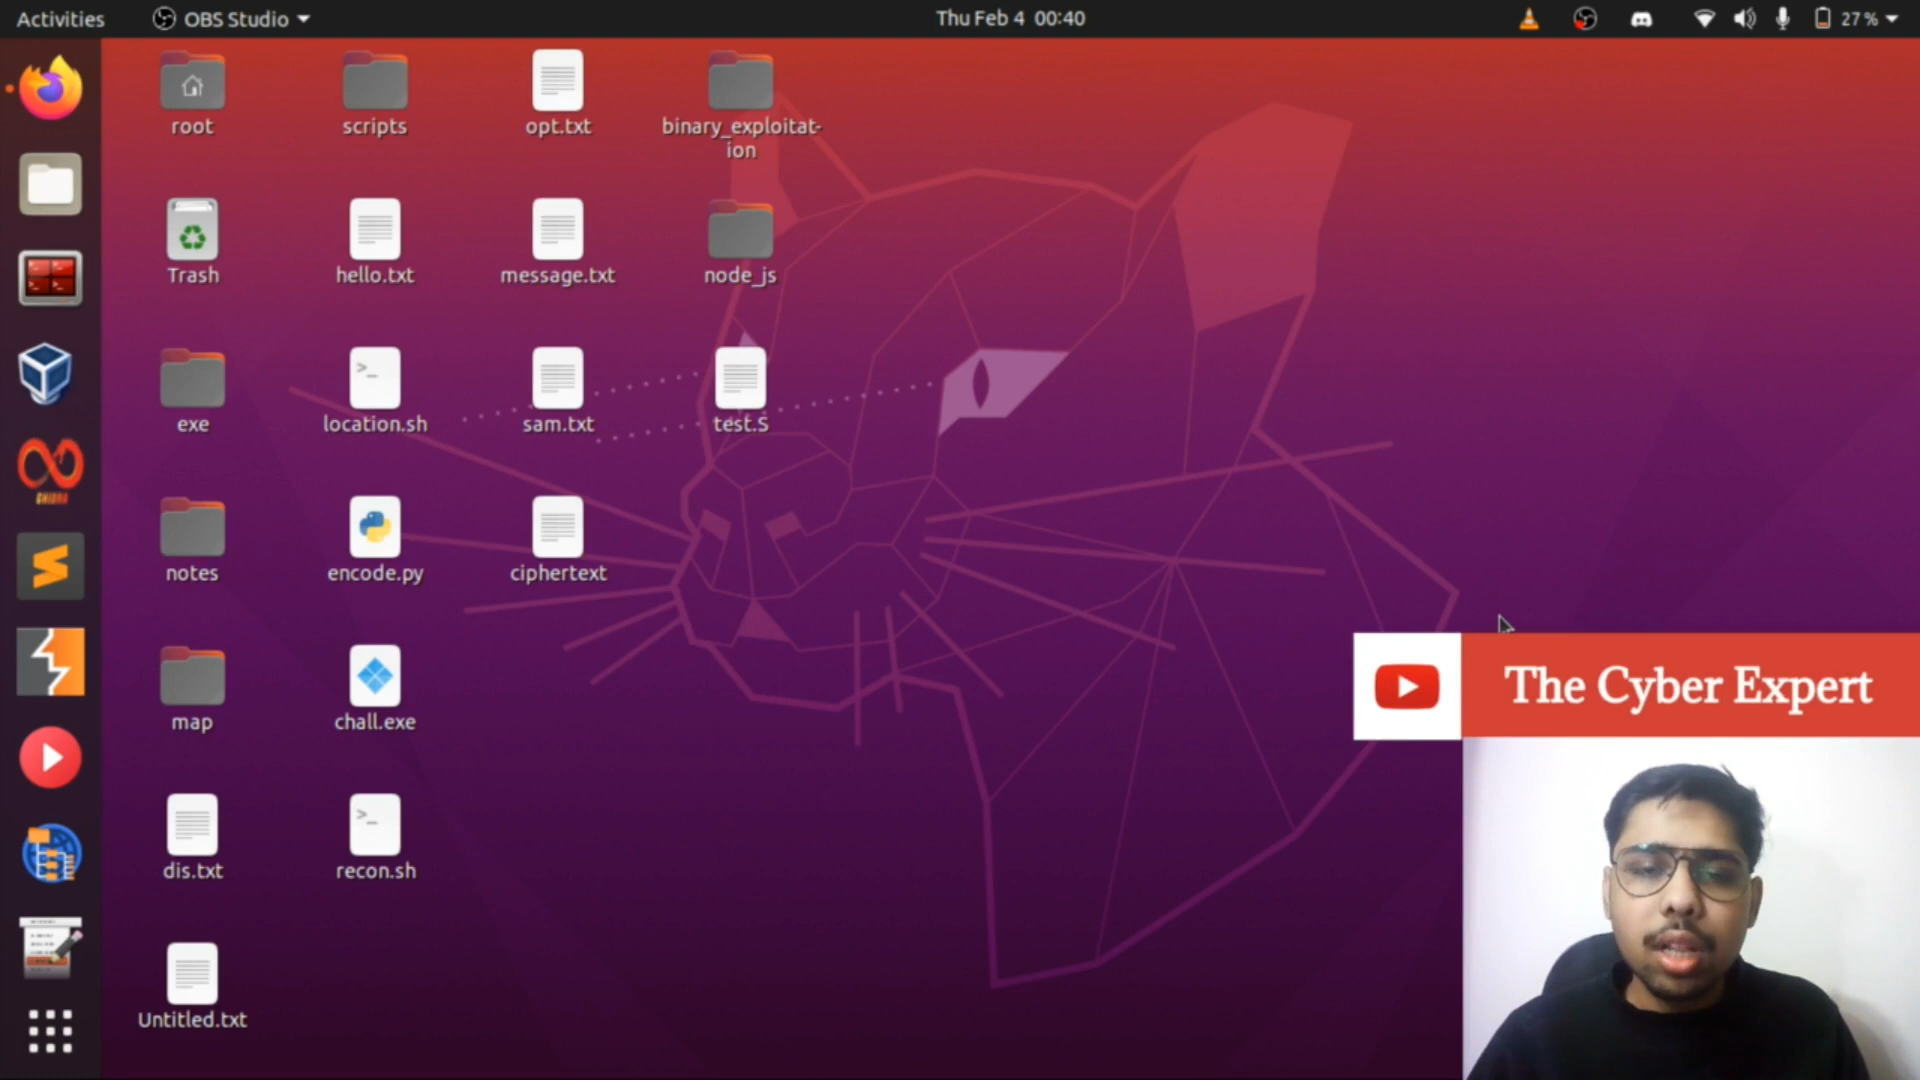 Activities
OBS Studio
Thu Feb 4 00:40
27 %
root
scripts
opt.txt
binary_exploitat-
ion
Trash
hello.txt
message.txt
node_js
exe
location.sh
sam.txt
test.S
GHIDRA
notes
encode.py
ciphertext
map
chall.exe
The Cyber Expert
dis.txt
recon.sh
Untitled.txt